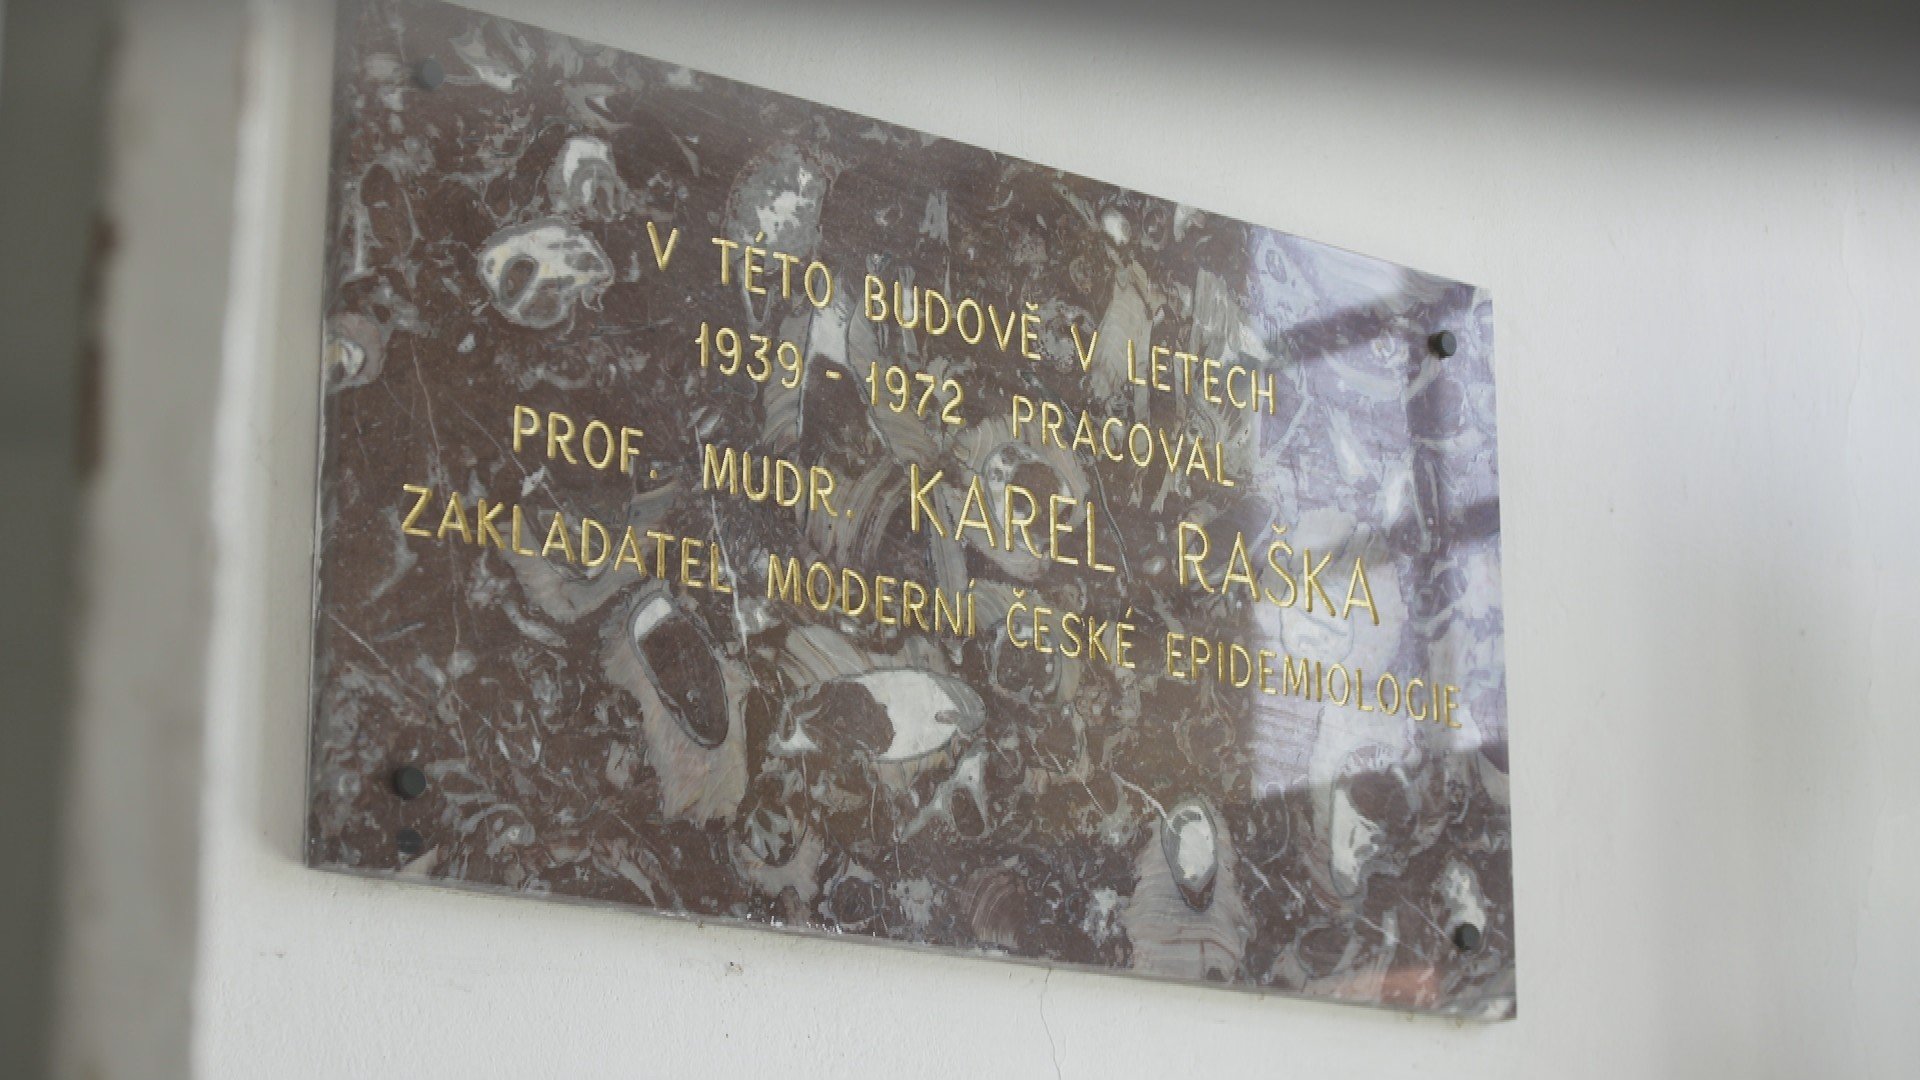 V TÉTO BUDOVĚ V LETECH
1939 - 1972 PRACOVAL
PROF. MUDR. KAREL RAŠKA
ZAKLADATEL MODERNÍ ČESKÉ EPIDEMIOLOGIE